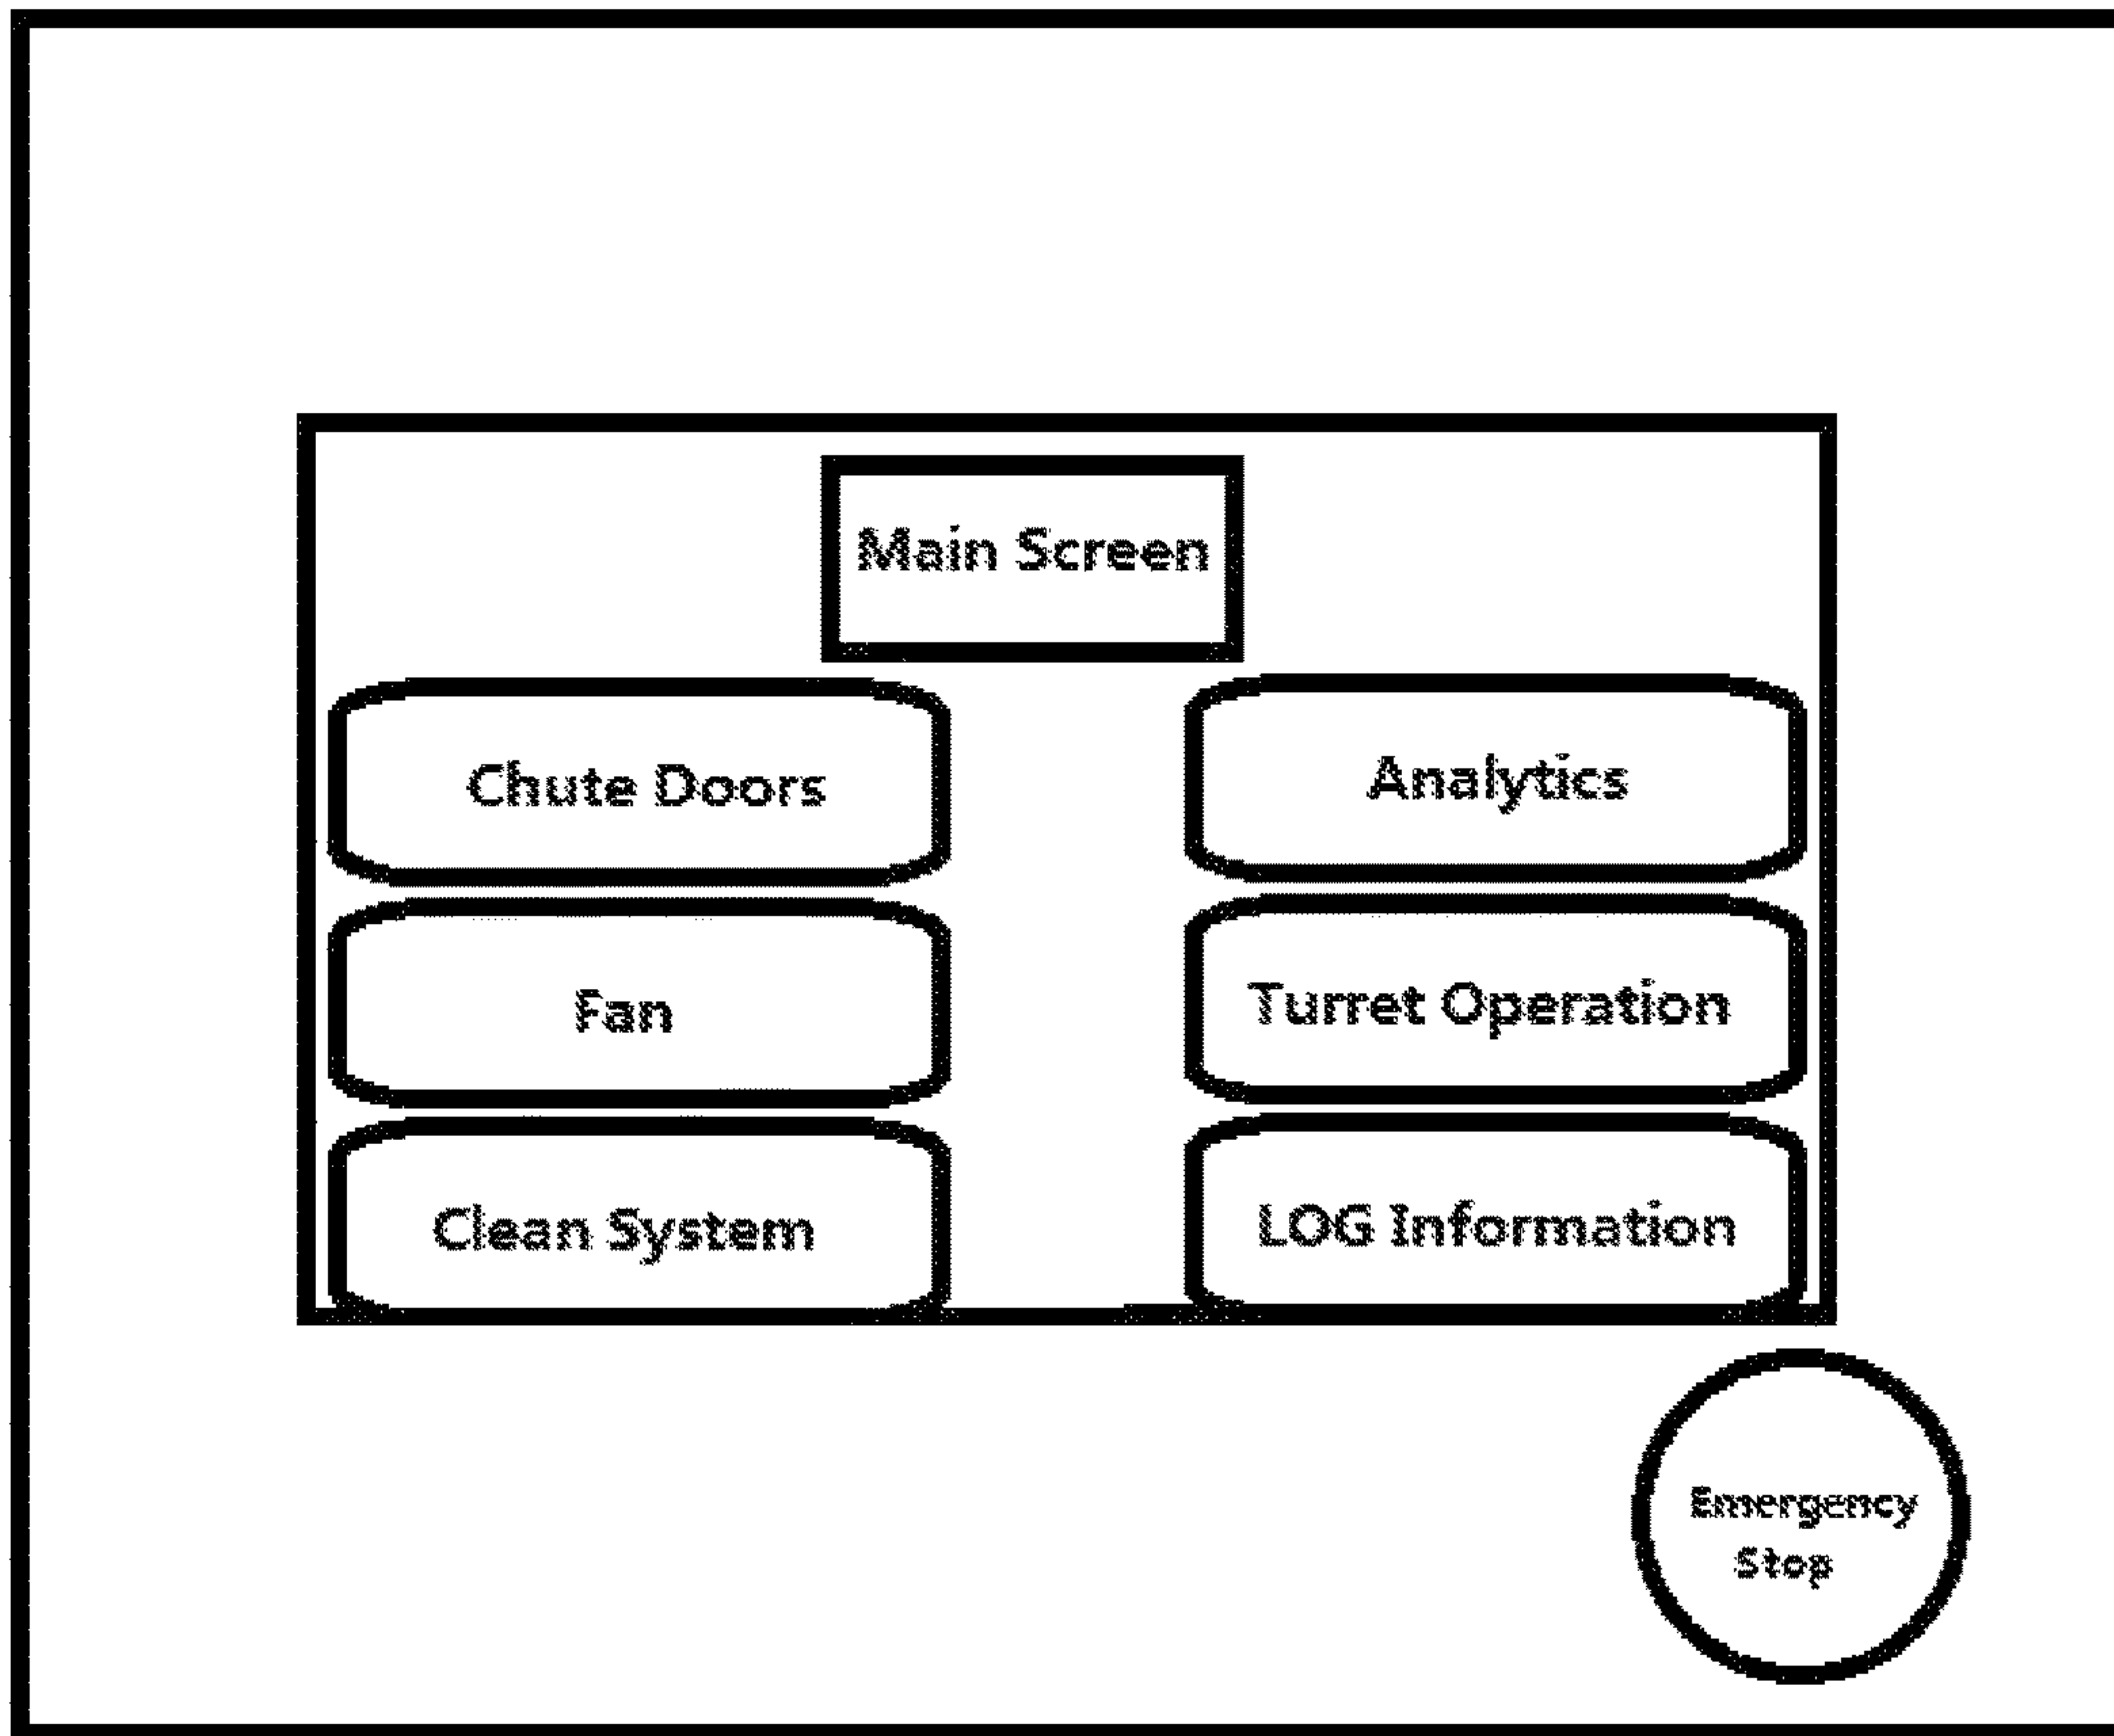 Main Screen
Chute Doors
Analytics
Fan
Turret Operation
Clean System
LOG Information
Emergency
Stop